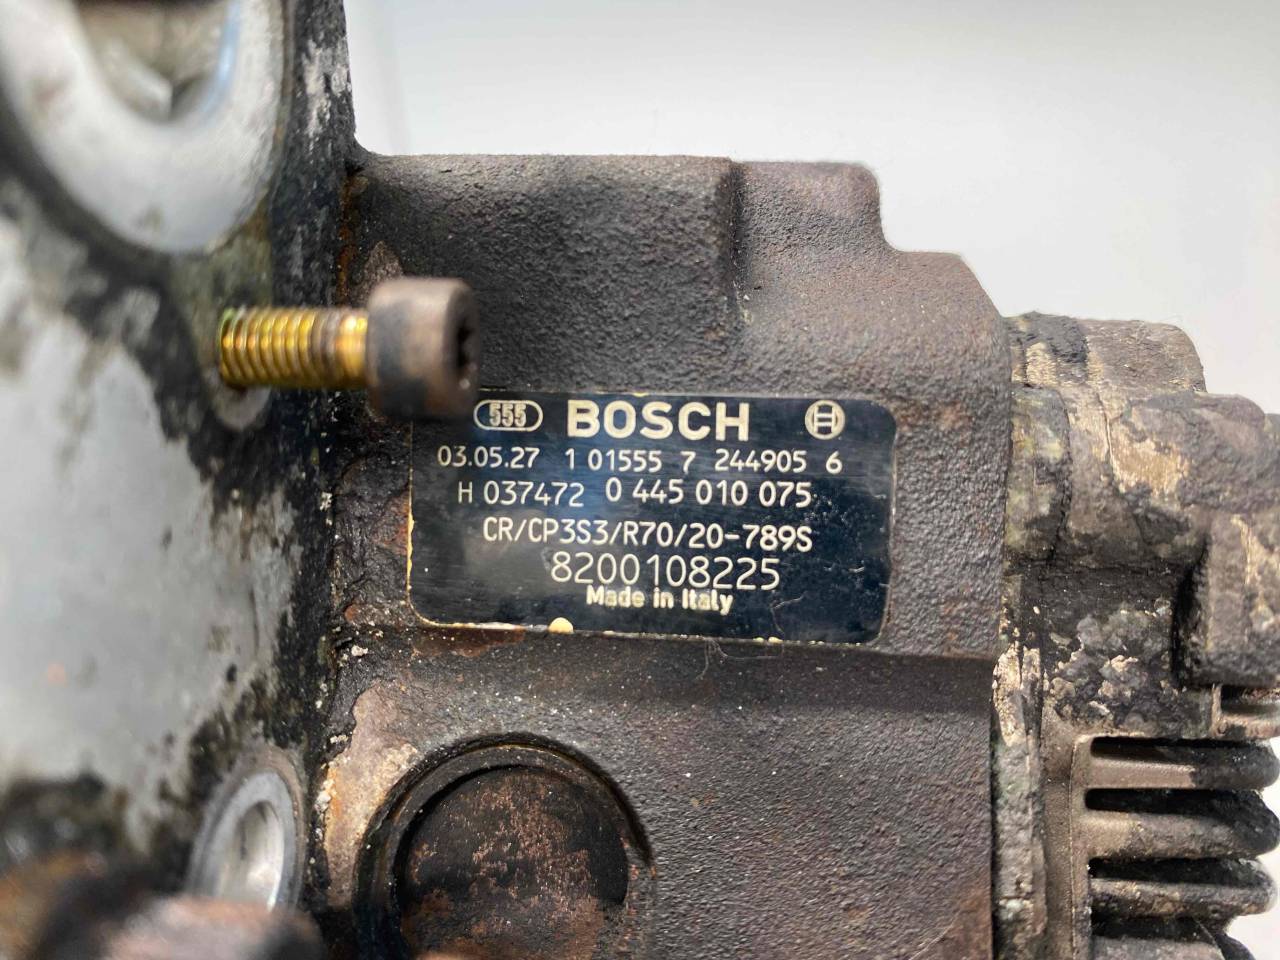 555 BOSCH
03.05.27 1 01555 7 244905 6
H 037472 0 445 010 075
CR/CP3S3/R70/20-789S
8200108225
Made in Italy